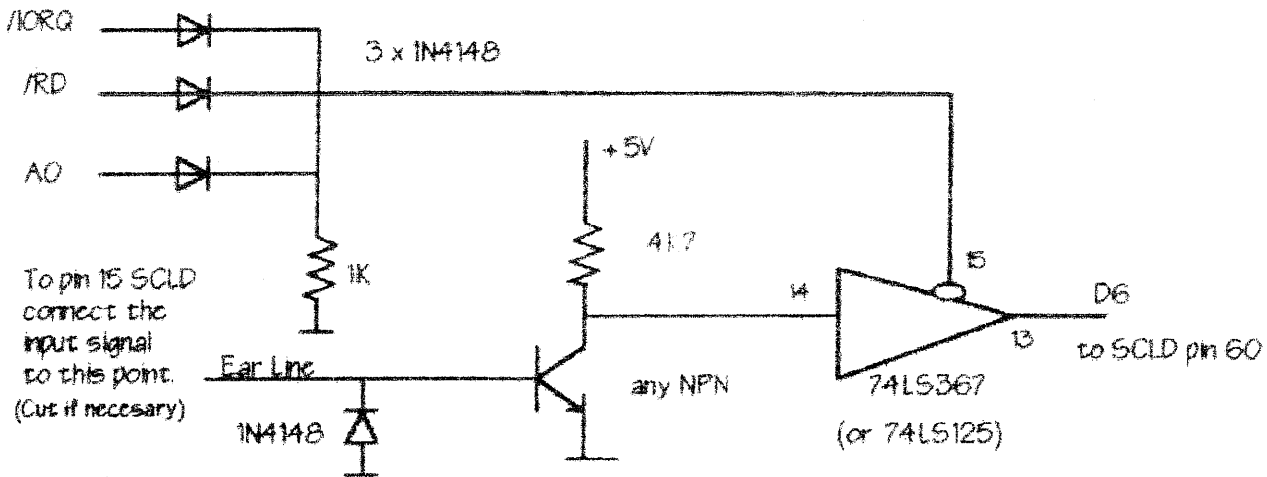 /IORQ
3 x 1N4148
/RD
+ 5V
A0
1K
15
14
D6
To pin 15 SCLD
connect the
input signal
to this point.
(Cut if necesary)
13
to SCLD pin 60
Ear Line
any NPN
74LS367
(or 74LS125)
1N4148